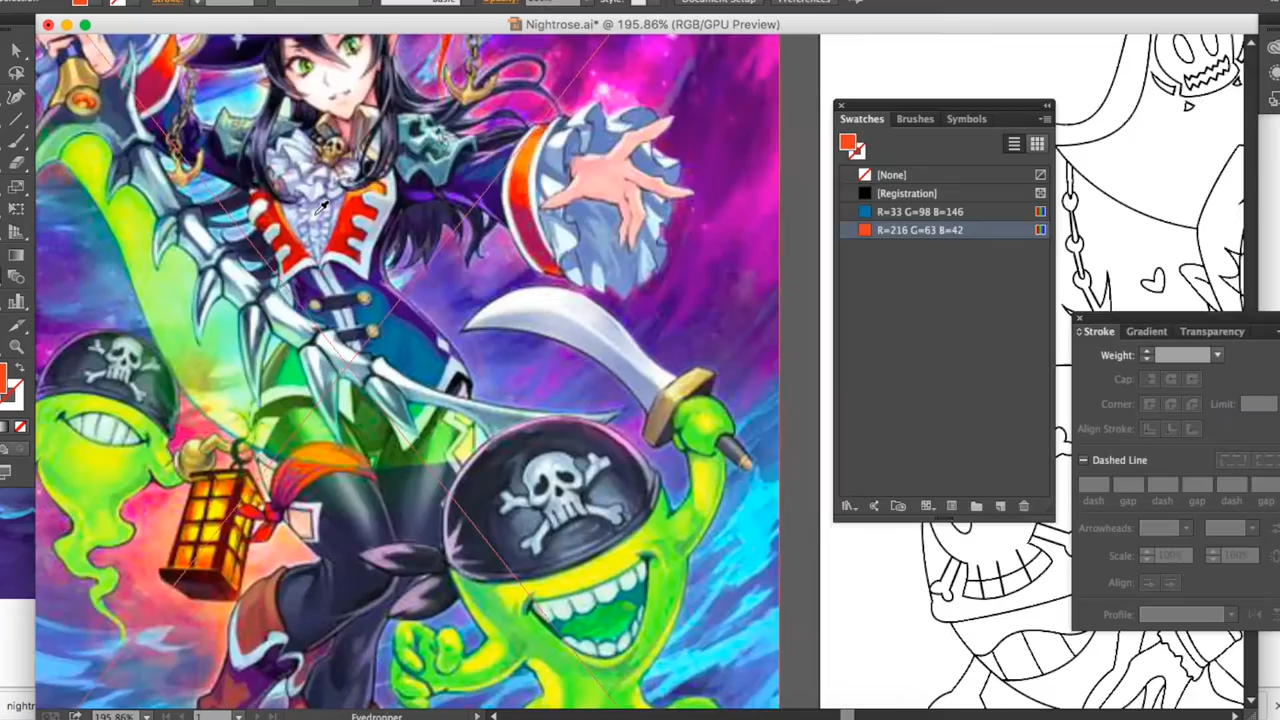 Stroke:
Basic
Opacity:
Style:
Document Setup
Preferences
Nightrose.ai* @ 195.86% (RGB/GPU Preview)
Swatches Brushes Symbols
[None]
[Registration]
R=33 G=98 B=146
R=216 G=63 B=42
Stroke Gradient Transparency
Weight:
Cap:
Corner: Limit:
Align Stroke:
Dashed Line
dash gap dash gap dash gap
Arrowheads:
Scale: 100% 100%
Align:
Profile:
nightr
195.86% 1 Eyedropper